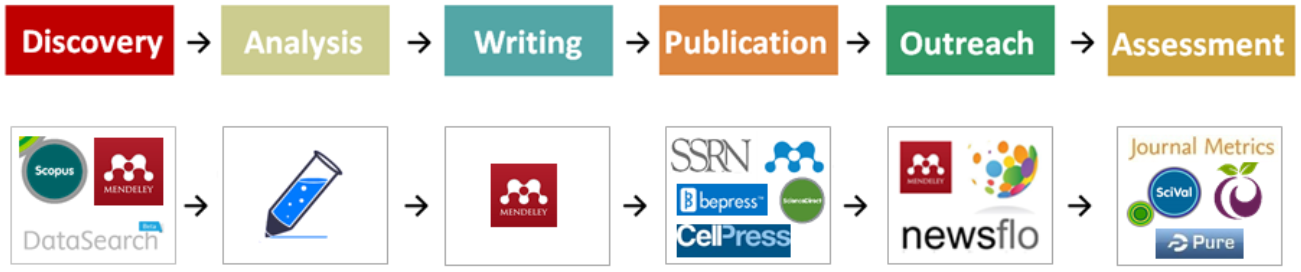 Discovery → Analysis → Writing → Publication → Outreach → Assessment
Scopus
MENDELEY
Beta
DataSearch
MENDELEY
SSRN
bepress™
ScienceDirect
CellPress
MENDELEY
newsflo
Journal Metrics
SciVal
Pure